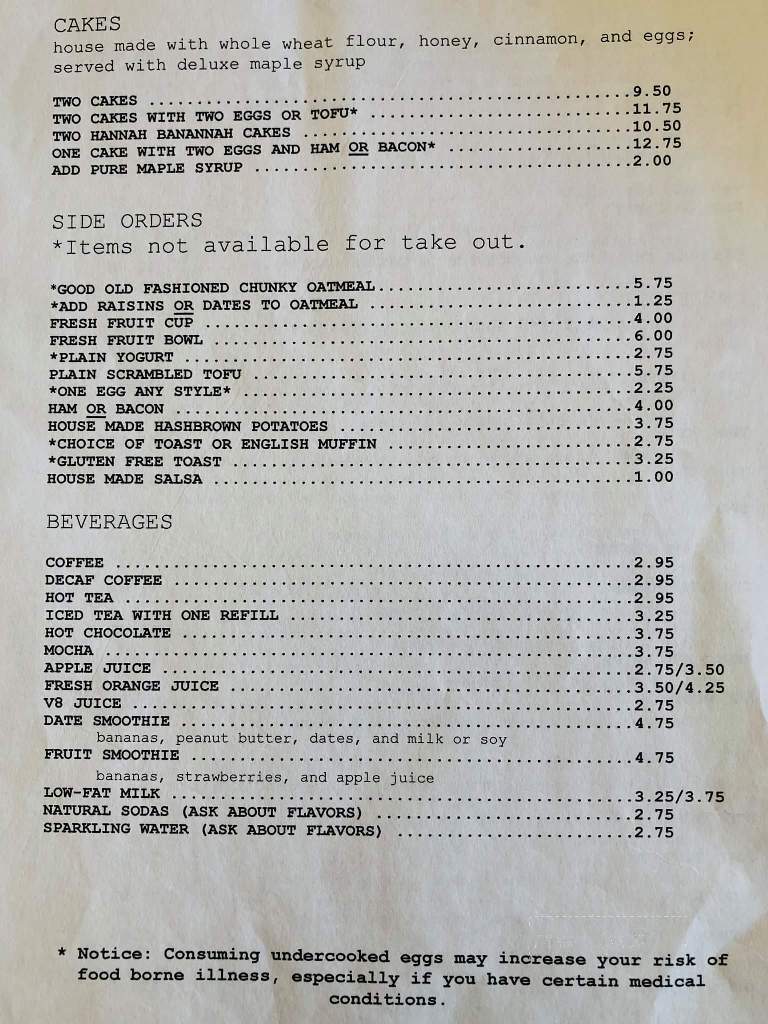 CAKES
house made with whole wheat flour, honey, cinnamon, and eggs;
served with deluxe maple syrup
TWO CAKES ..................................................9.50
TWO CAKES WITH TWO EGGS OR TOFU* ...........................11.75
TWO HANNAH BANANNAH CAKES ..................................10.50
ONE CAKE WITH TWO EGGS AND HAM OR BACON* ...................12.75
ADD PURE MAPLE SYRUP .......................................2.00
SIDE ORDERS
*Items not available for take out.
*GOOD OLD FASHIONED CHUNKY OATMEAL..........................5.75
*ADD RAISINS OR DATES TO OATMEAL ...........................1.25
FRESH FRUIT CUP ............................................4.00
FRESH FRUIT BOWL ...........................................6.00
*PLAIN YOGURT ..............................................2.75
PLAIN SCRAMBLED TOFU .......................................5.75
*ONE EGG ANY STYLE* ........................................2.25
HAM OR BACON ...............................................4.00
HOUSE MADE HASHBROWN POTATOES ..............................3.75
*CHOICE OF TOAST OR ENGLISH MUFFIN .........................2.75
*GLUTEN FREE TOAST .........................................3.25
HOUSE MADE SALSA ...........................................1.00
BEVERAGES
COFFEE .....................................................2.95
DECAF COFFEE ...............................................2.95
HOT TEA ....................................................2.95
ICED TEA WITH ONE REFILL ...................................3.25
HOT CHOCOLATE ..............................................3.75
MOCHA ......................................................3.75
APPLE JUICE ................................................2.75/3.50
FRESH ORANGE JUICE .........................................3.50/4.25
V8 JUICE ...................................................2.75
DATE SMOOTHIE ..............................................4.75
bananas, peanut butter, dates, and milk or soy
FRUIT SMOOTHIE .............................................4.75
bananas, strawberries, and apple juice
LOW-FAT MILK ...............................................3.25/3.75
NATURAL SODAS (ASK ABOUT FLAVORS) ..........................2.75
SPARKLING WATER (ASK ABOUT FLAVORS) ........................2.75
* Notice: Consuming undercooked eggs may increase your risk of
food borne illness, especially if you have certain medical
conditions.